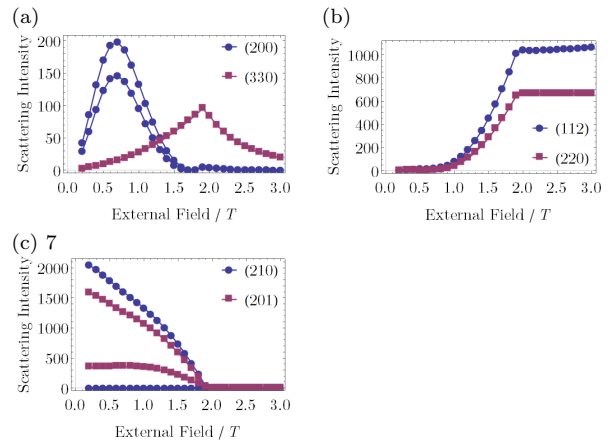 (a)
Scattering Intensity
200
150
100
50
0
(200)
(330)
0.0 0.5 1.0 1.5 2.0 2.5 3.0
External Field / T
(b)
Scattering Intensity
1000
800
600
400
200
0
(112)
(220)
0.0 0.5 1.0 1.5 2.0 2.5 3.0
External Field / T
(c) 7
Scattering Intensity
2000
1500
1000
500
0
(210)
(201)
0.0 0.5 1.0 1.5 2.0 2.5 3.0
External Field / T